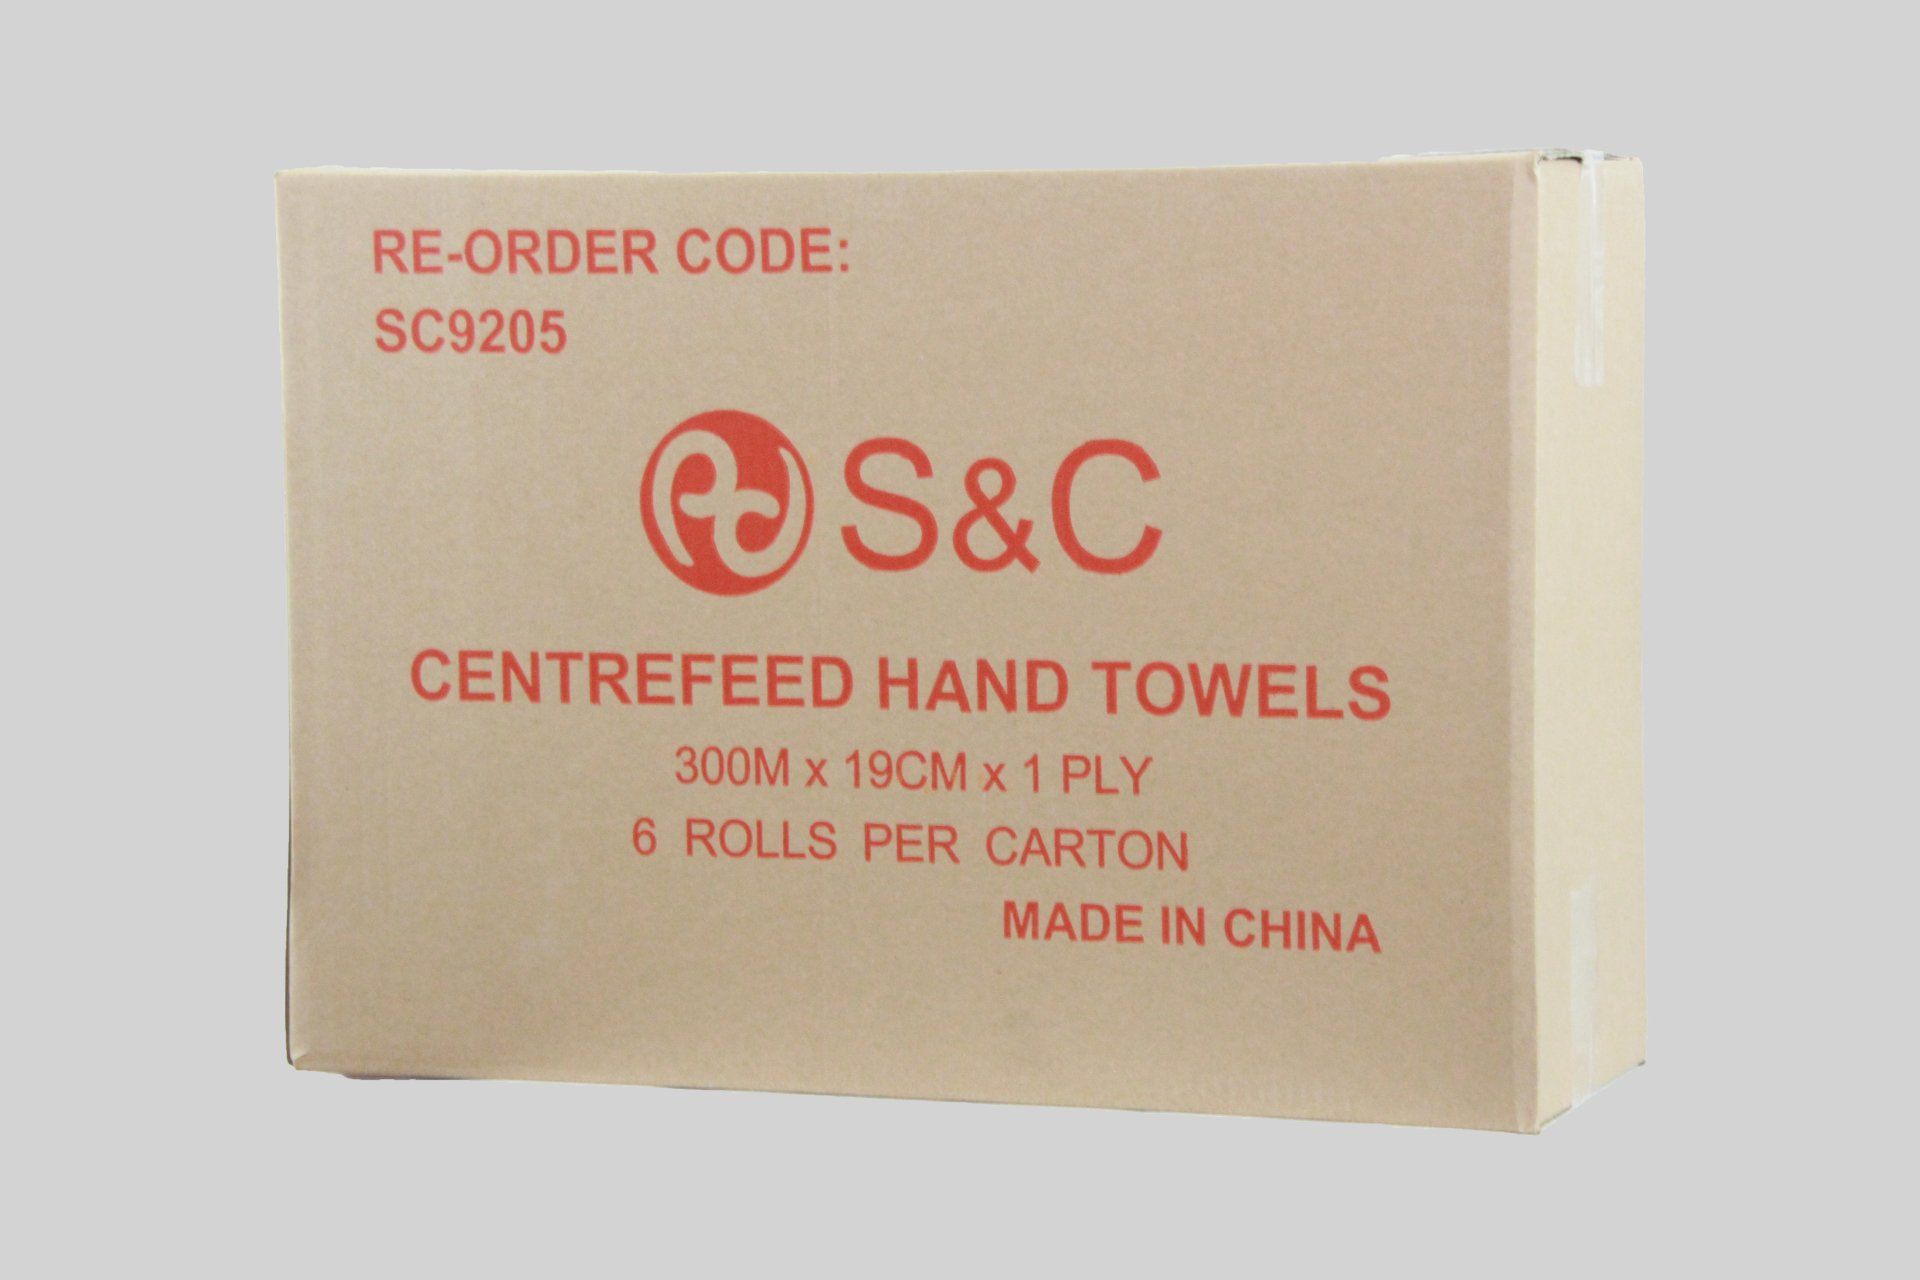 RE-ORDER CODE:
SC9205
S&C
CENTREFEED HAND TOWELS
300M x 19CM x 1 PLY
6 ROLLS PER CARTON
MADE IN CHINA